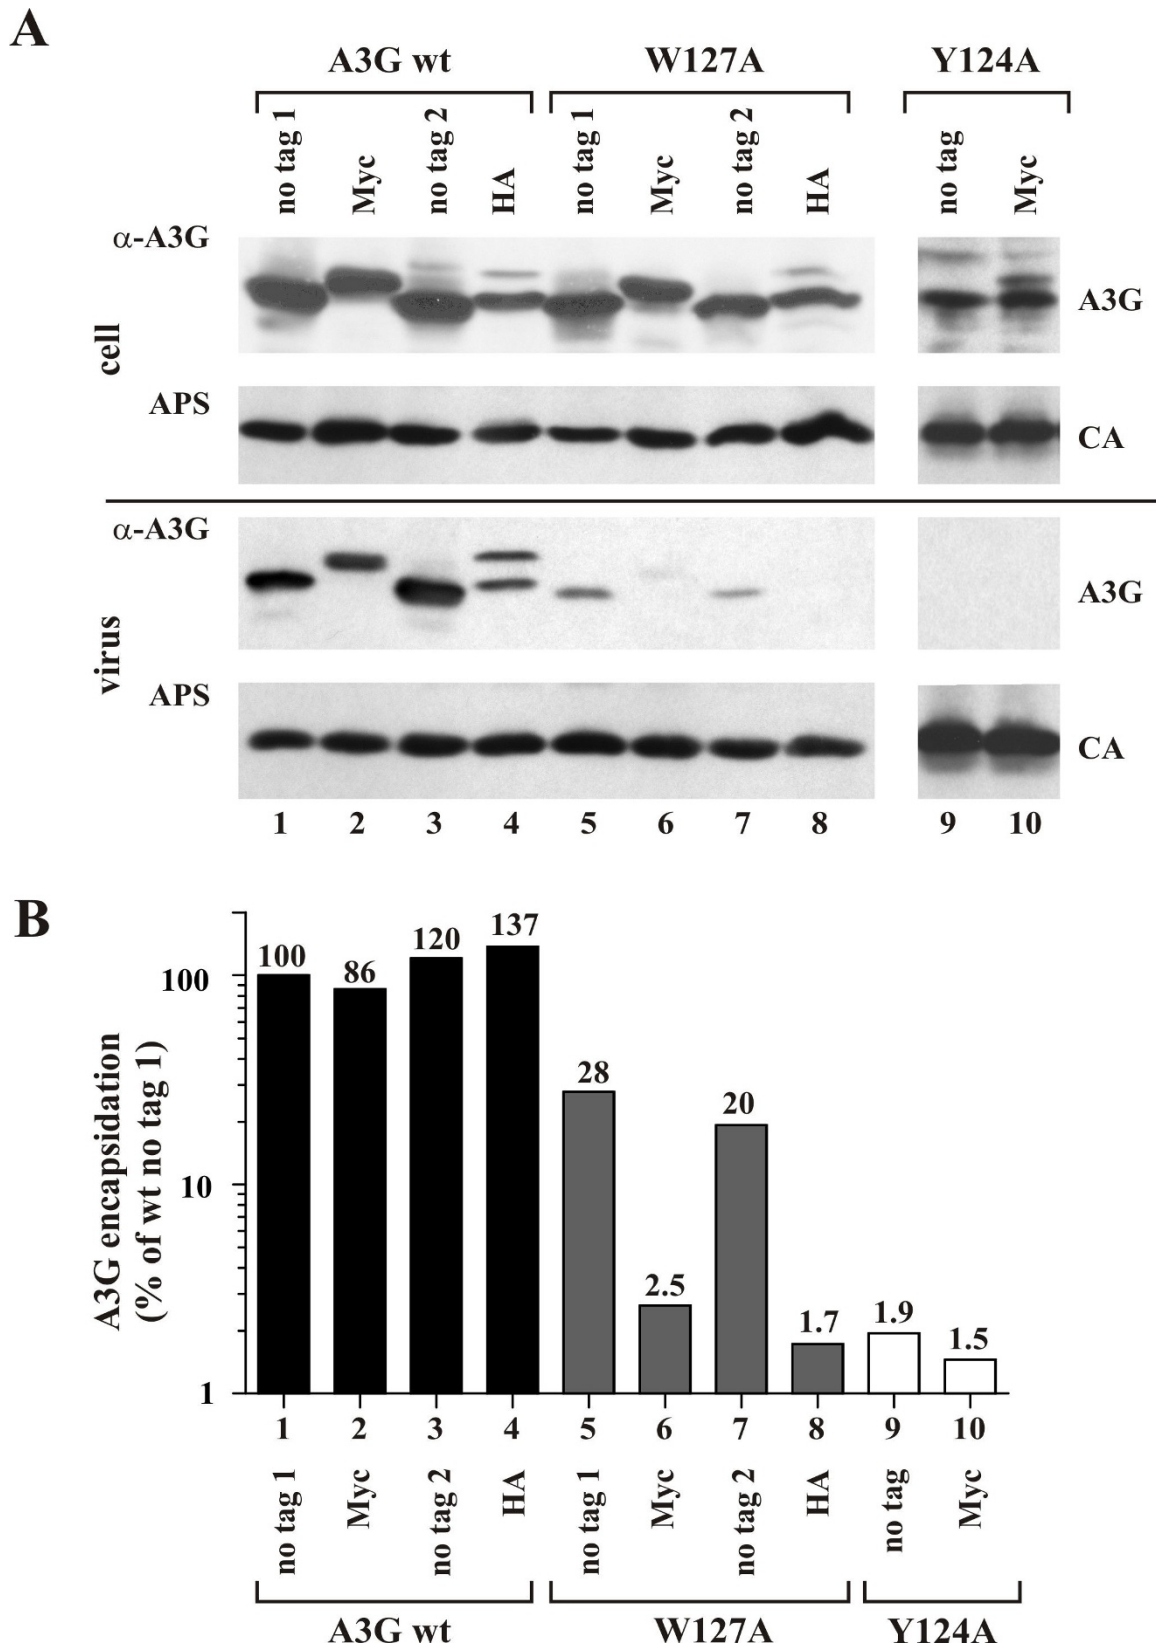 A
A3G wt W127A Y124A
no tag 1 Myc no tag 2 HA no tag 1 Myc no tag 2 HA no tag Myc
α-A3G
A3G
cell
APS
CA
α-A3G
A3G
virus
APS
CA
1 2 3 4 5 6 7 8 9 10
B
A3G encapsidation
(% of wt no tag 1)
100
10
1
100 86 120 137 28 2.5 20 1.7 1.9 1.5
1 2 3 4 5 6 7 8 9 10
no tag 1 Myc no tag 2 HA no tag 1 Myc no tag 2 HA no tag Myc
A3G wt W127A Y124A